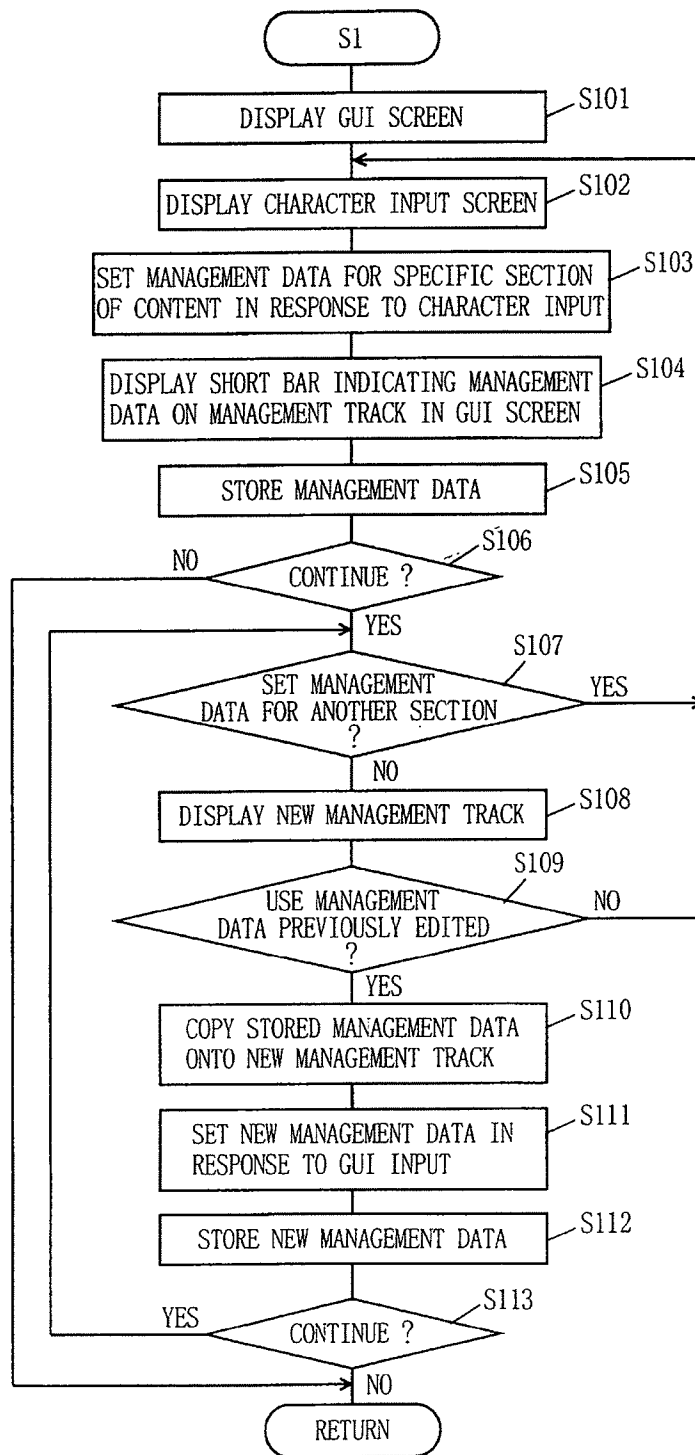 S1
DISPLAY GUI SCREEN
S101
DISPLAY CHARACTER INPUT SCREEN
S102
SET MANAGEMENT DATA FOR SPECIFIC SECTION
OF CONTENT IN RESPONSE TO CHARACTER INPUT
S103
DISPLAY SHORT BAR INDICATING MANAGEMENT
DATA ON MANAGEMENT TRACK IN GUI SCREEN
S104
STORE MANAGEMENT DATA
S105
NO
CONTINUE ?
S106
YES
SET MANAGEMENT
DATA FOR ANOTHER SECTION
?
S107
YES
NO
DISPLAY NEW MANAGEMENT TRACK
S108
USE MANAGEMENT
DATA PREVIOUSLY EDITED
?
S109
NO
YES
COPY STORED MANAGEMENT DATA
ONTO NEW MANAGEMENT TRACK
S110
SET NEW MANAGEMENT DATA IN
RESPONSE TO GUI INPUT
S111
STORE NEW MANAGEMENT DATA
S112
YES
CONTINUE ?
S113
NO
RETURN